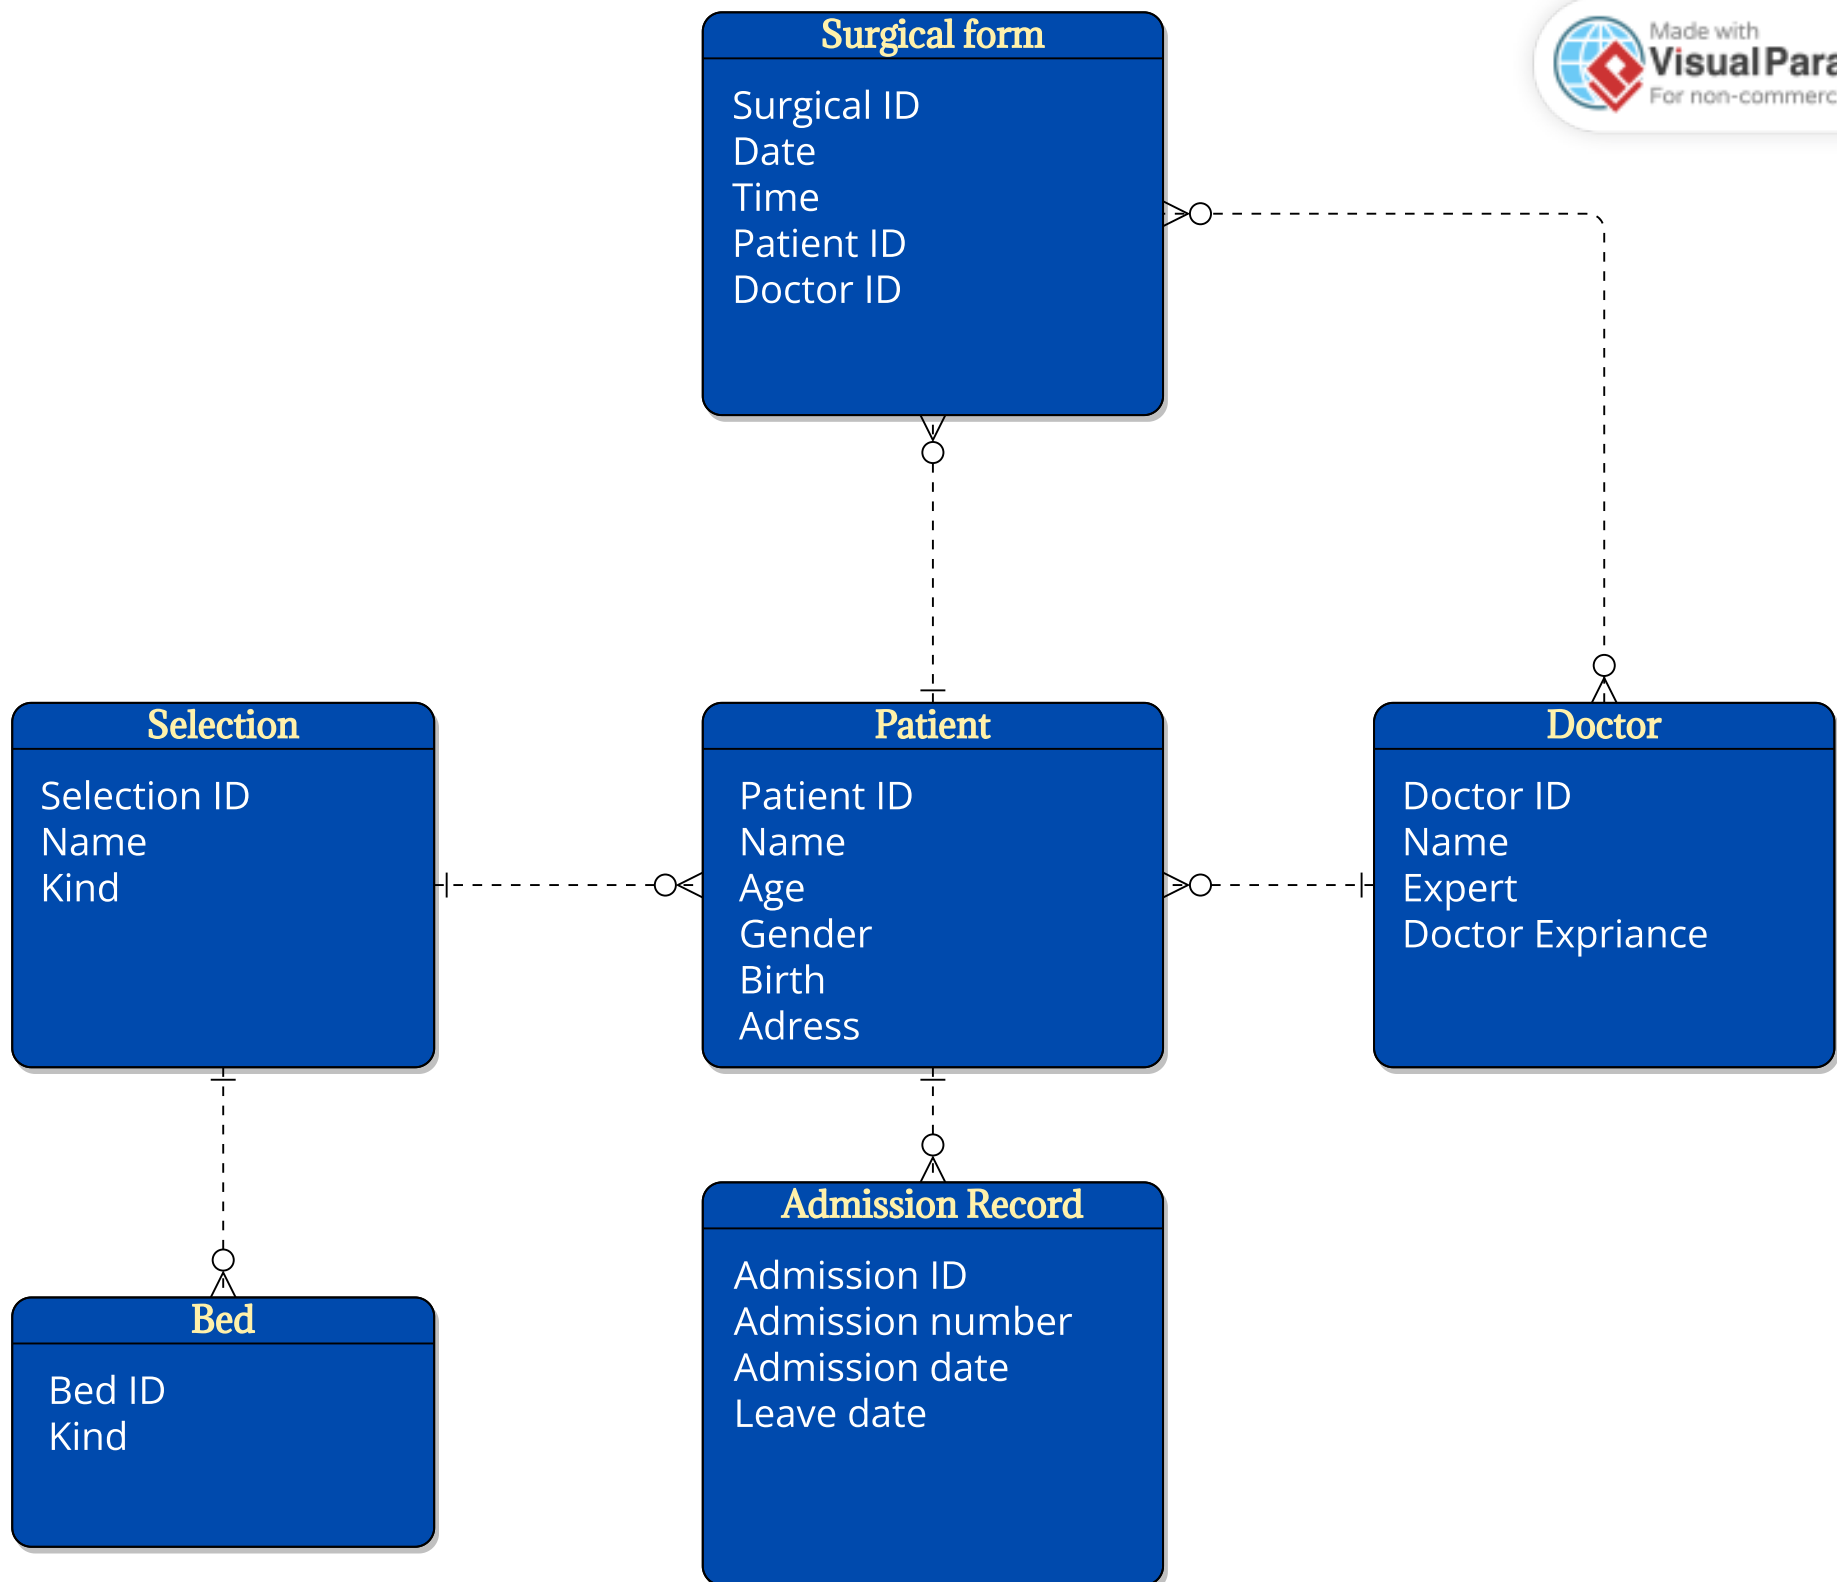 Surgical form
Surgical ID
Date
Time
Patient ID
Doctor ID
Made with
Visual
For non-
Selection
Selection ID
Name
Kind
Patient
Patient ID
Name
Age
Gender
Birth
Adress
Doctor
Doctor ID
Name
Expert
Doctor Expriance
Bed
Bed ID
Kind
Admission Record
Admission ID
Admission number
Admission date
Leave date